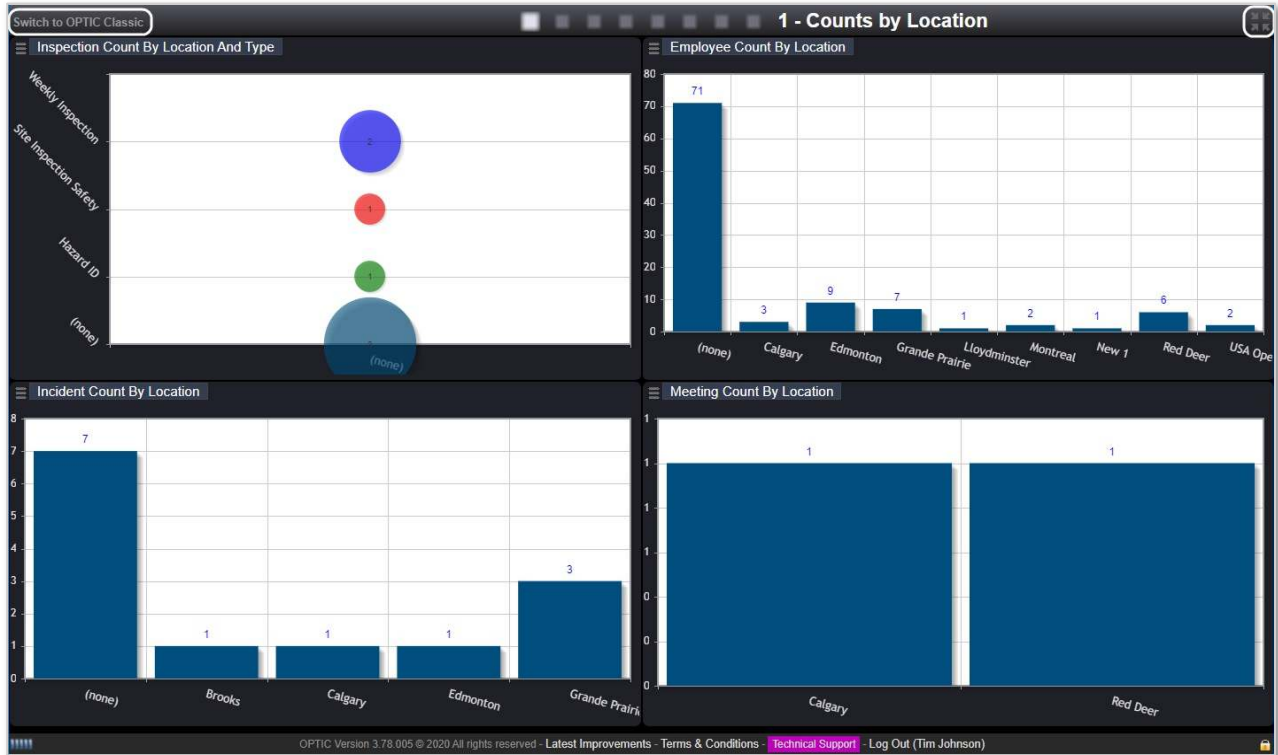 Switch to OPTIC Classic
1 - Counts by Location
Inspection Count By Location And Type
Weekly Inspection
Site Inspection Safety
Hazard ID
(none)
2
1
1
(none)
Employee Count By Location
80
70
60
50
40
30
20
10
0
71
3
9
7
1
2
1
6
2
(none)
Calgary
Edmonton
Grande Prairie
Lloydminster
Montreal
New 1
Red Deer
USA Ope
Incident Count By Location
8
7
6
5
4
3
2
1
0
7
1
1
1
3
(none)
Brooks
Calgary
Edmonton
Grande Prairi
Meeting Count By Location
1
1
1
1
0
0
0
1
1
Calgary
Red Deer
OPTIC Version 3.78.005 © 2020 All rights reserved - Latest Improvements - Terms & Conditions - Technical Support - Log Out (Tim Johnson)